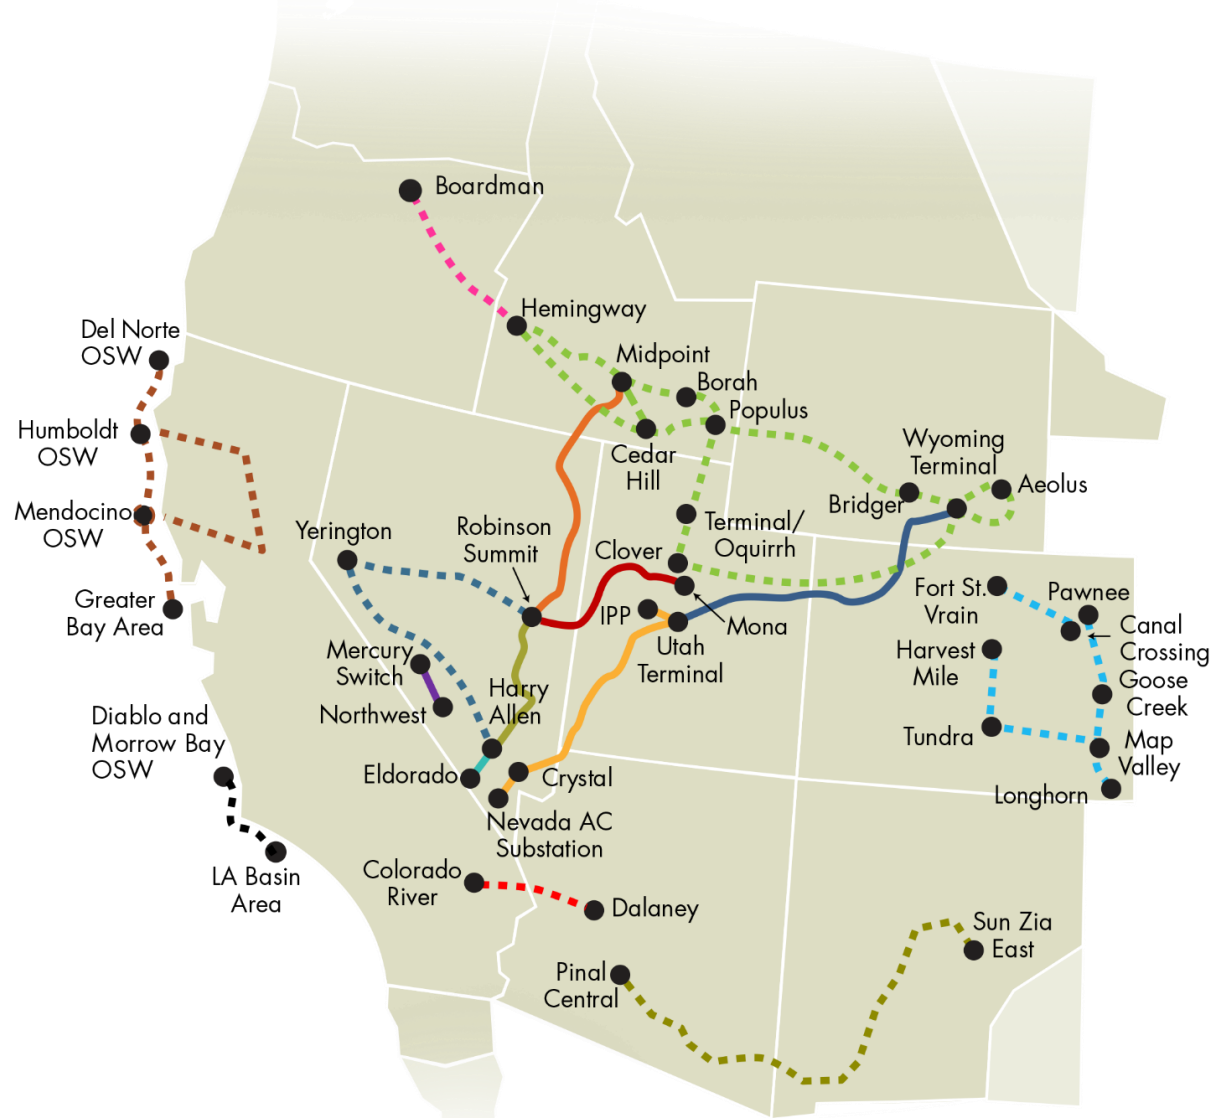 Boardman
Hemingway
Del Norte
OSW
Midpoint
Borah
Populus
Humboldt
OSW
Cedar
Hill
Wyoming
Terminal
Aeolus
Bridger
Mendocino
OSW
Yerington
Robinson
Summit
Terminal/
Oquirrh
Clover
Greater
Bay Area
IPP
Mona
Utah
Terminal
Fort St.
Vrain
Pawnee
Canal
Crossing
Harvest
Mile
Goose
Creek
Mercury
Switch
Northwest
Harry
Allen
Tundra
Map
Valley
Diablo and
Morrow Bay
OSW
Eldorado
Crystal
Longhorn
Nevada AC
Substation
LA Basin
Area
Colorado
River
Dalaney
Sun Zia
East
Pinal
Central